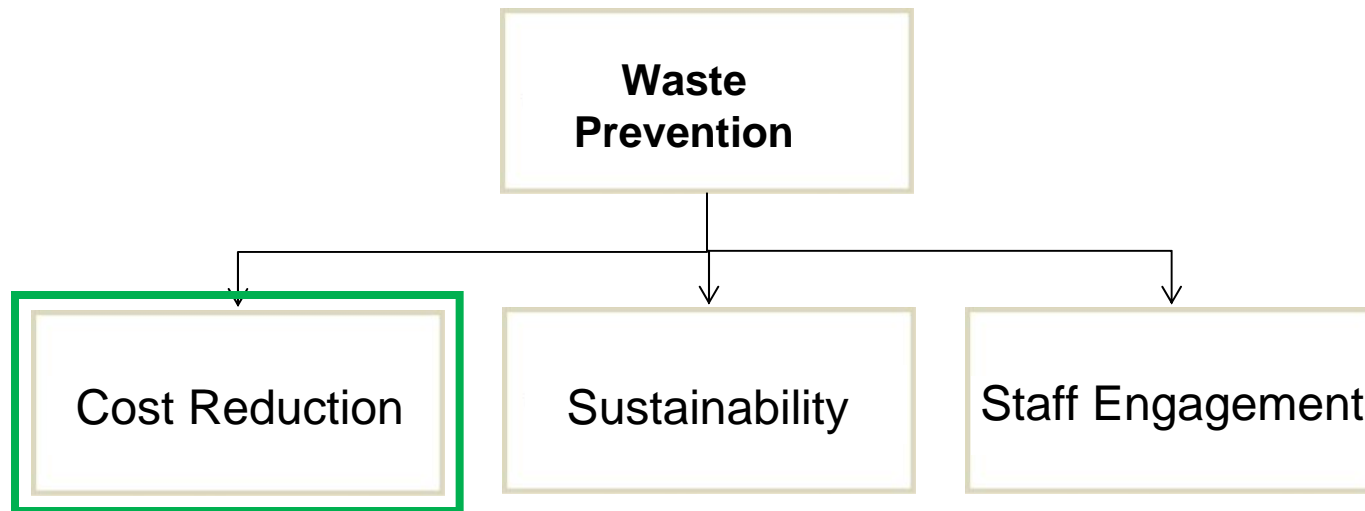 Waste
Prevention
Cost Reduction
Sustainability
Staff Engagement